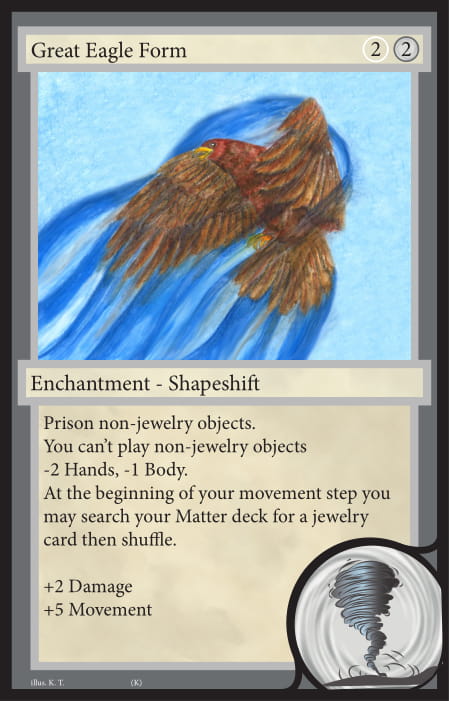 Great Eagle Form 2 2
Enchantment - Shapeshift
Prison non-jewelry objects.
You can't play non-jewelry objects
-2 Hands, -1 Body.
At the beginning of your movement step you
may search your Matter deck for a jewelry
card then shuffle.
+2 Damage
+5 Movement
illus. K. T. (K)